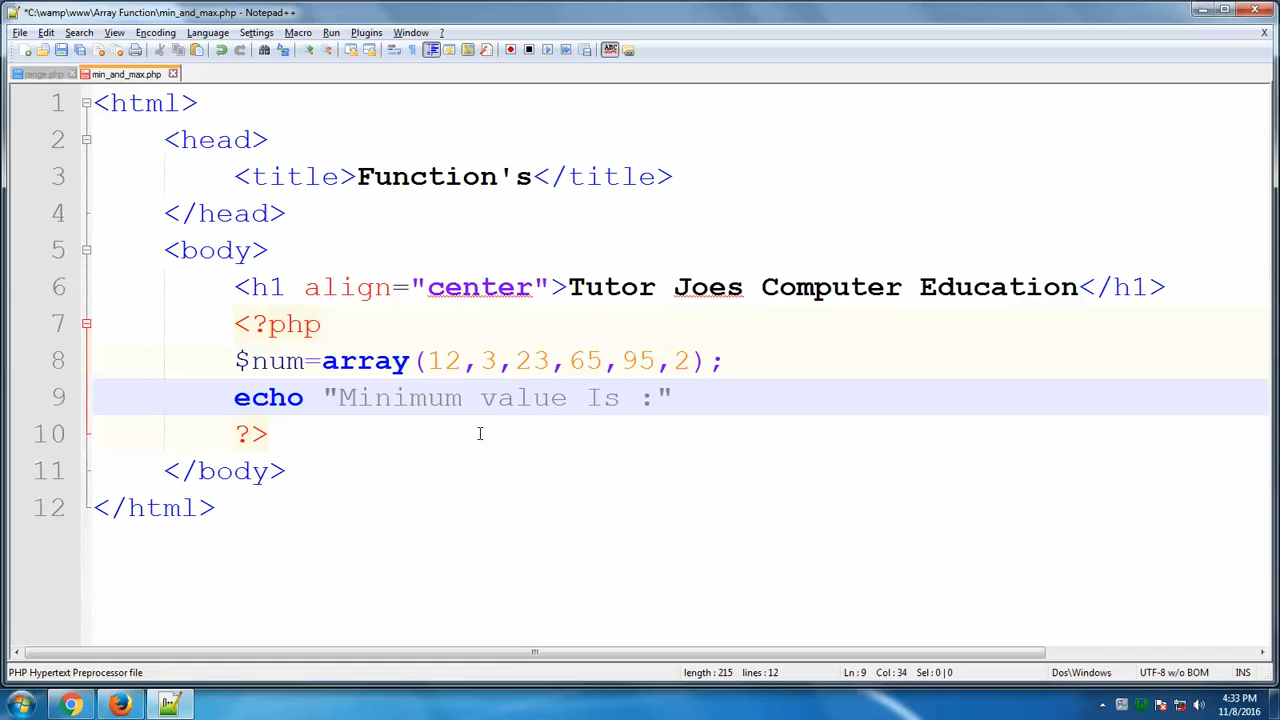 *C:\wamp\www\Array Function\min_and_max.php - Notepad++
File Edit Search View Encoding Language Settings Macro Run Plugins Window ? X
range.php min_and_max.php
1 <html>
2 <head>
3 <title>Function's</title>
4 </head>
5 <body>
6 <h1 align="center">Tutor Joes Computer Education</h1>
7 <?php
8 $num=array(12,3,23,65,95,2);
9 echo "Minimum value Is :"
10 ?>
11 </body>
12 </html>
PHP Hypertext Preprocessor file length : 215 lines : 12 Ln : 9 Col : 34 Sel : 0 | 0 Dos\Windows UTF-8 w/o BOM INS
4:33 PM
11/8/2016